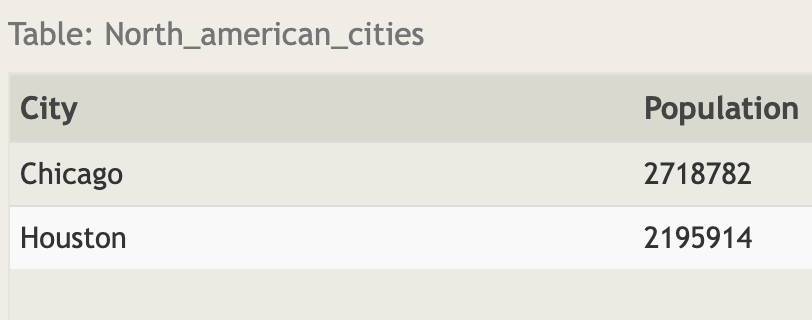 Table: North_american_cities
City Population
Chicago 2718782
Houston 2195914